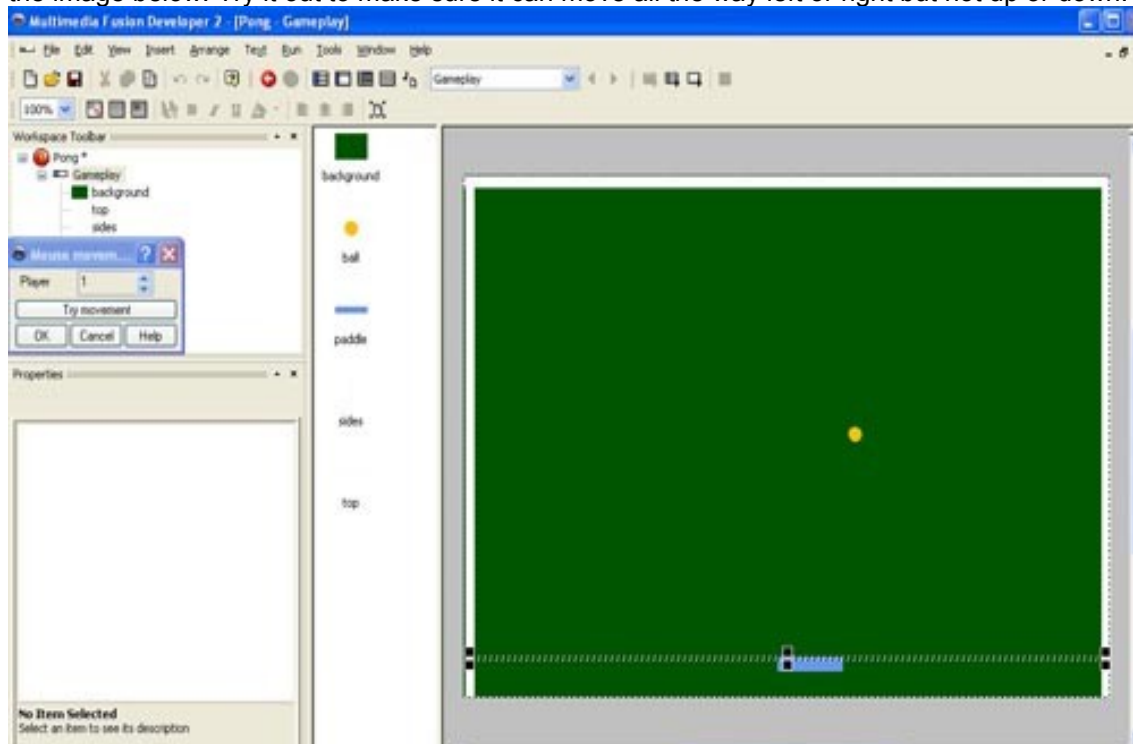 the image below. Try it out to make sure it can move all the way left or right but not up or down.
Multimedia Fusion Developer 2 - [Pong - Gameplay]
File Edit View Insert Arrange Text Run Tools Window Help
Gameplay
100%
Workspace Toolbar
Pong *
Gameplay
background
top
sides
Mouse movem...
Player 1
Try movement
OK Cancel Help
Properties
No Item Selected
Select an item to see its description
background
ball
paddle
sides
top